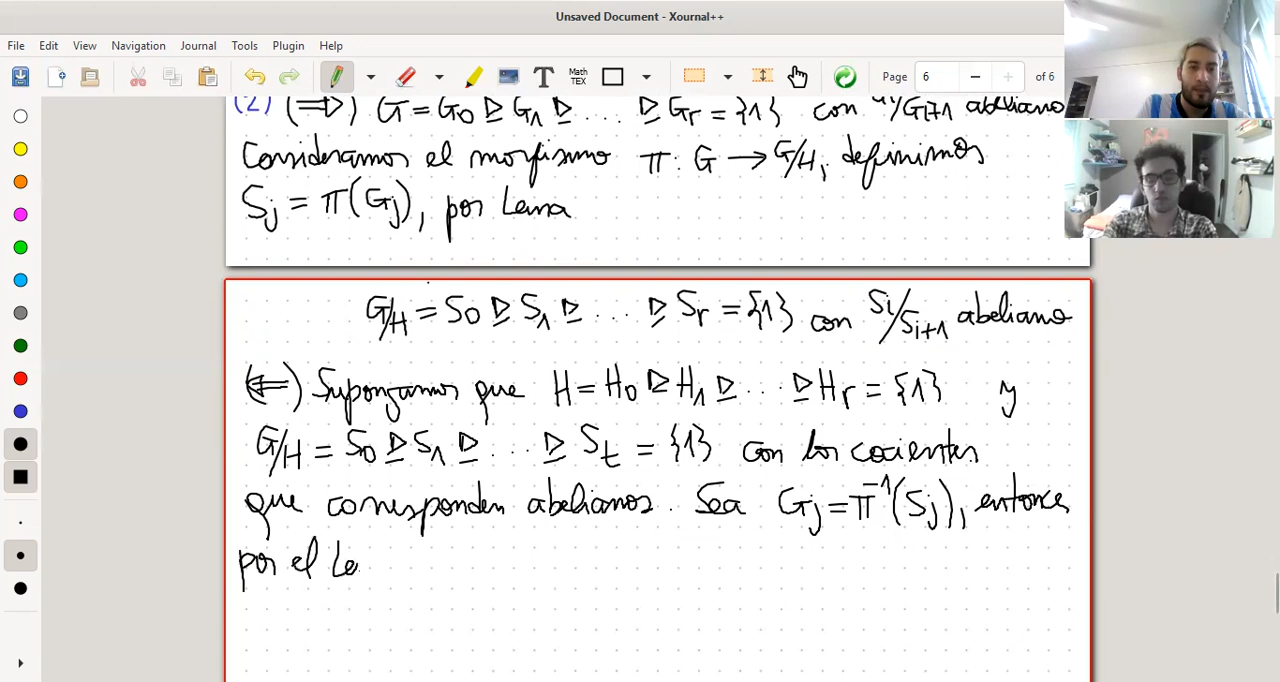 Unsaved Document - Xournal++
File Edit View Navigation Journal Tools Plugin Help
Math TEX Page 6 of 6
(2) (⟹) G = G0 ⊵ G1 ⊵ ... ⊵ Gr = {1} con Gi/Gi+1 abeliano
Consideramos el morfismo π: G ⟶ G/H, definimos
Sj = π(Gj), por Lema
G/H = S0 ⊵ S1 ⊵ ... ⊵ Sr = {1} con Si/Si+1 abeliano
(⟸) Supongamos que H = H0 ⊵ H1 ⊵ ... ⊵ Hr = {1} y
G/H = S0 ⊵ S1 ⊵ ... ⊵ St = {1} con los cocientes
que corresponden abelianos. Sea Gj = π⁻¹(Sj), entonces
por el Le